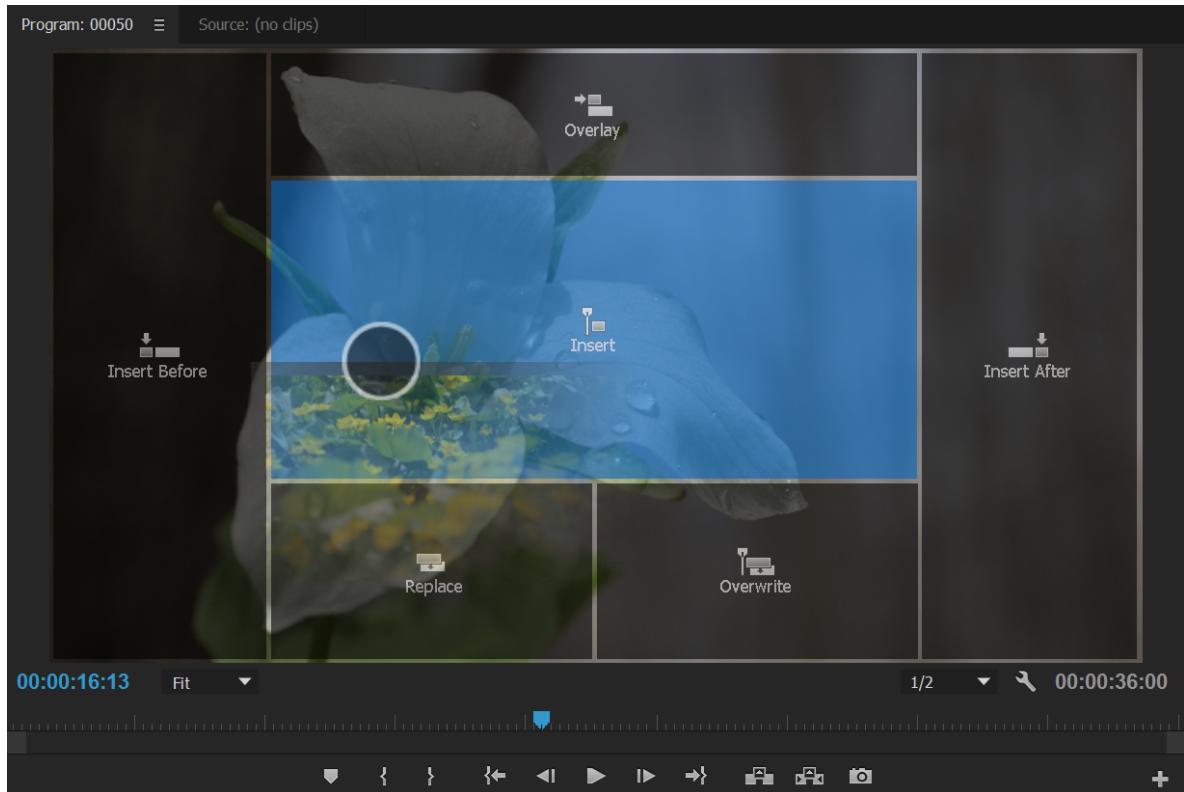 Program: 00050
Source: (no clips)
Overlay
Insert
Insert Before
Insert After
Replace
Overwrite
00:00:16:13
Fit
1/2
00:00:36:00